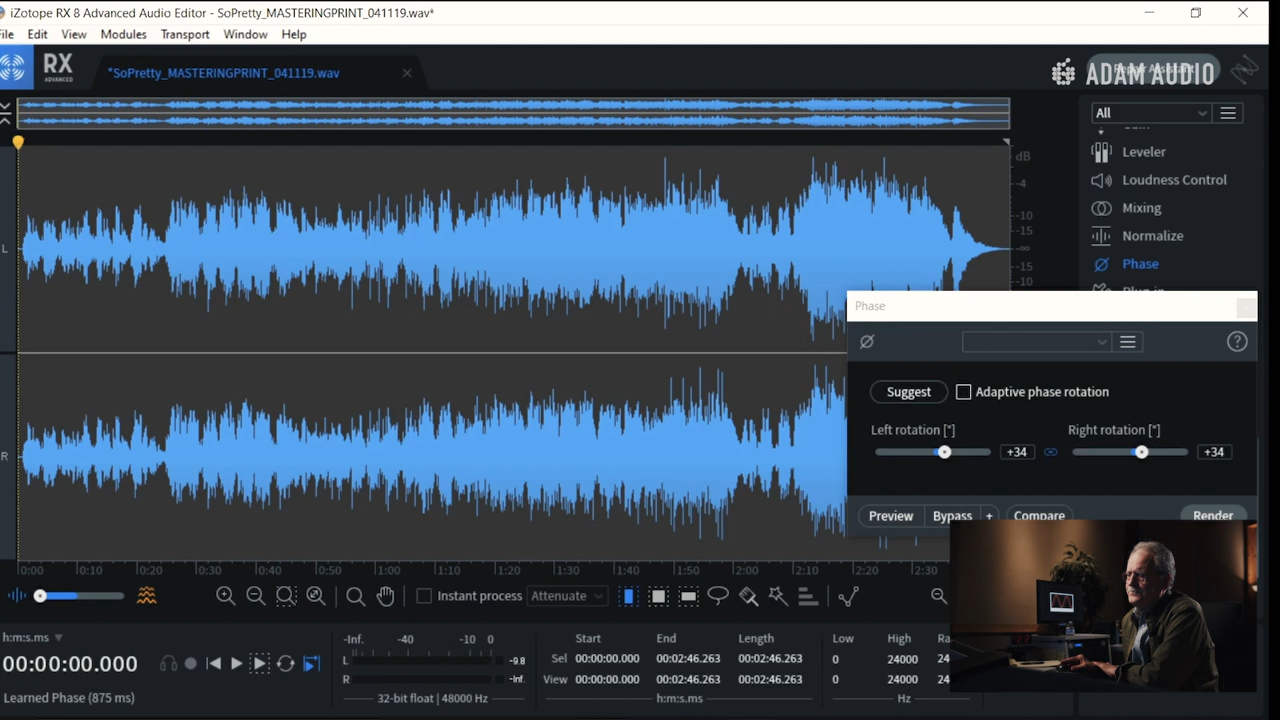 iZotope RX 8 Advanced Audio Editor - SoPretty_MASTERINGPRINT_041119.wav*
File Edit View Modules Transport Window Help
RX
ADVANCED
*SoPretty_MASTERINGPRINT_041119.wav
ADAM AUDIO
All
Leveler
Loudness Control
Mixing
Normalize
Phase
dB
-4
-10
-15
-∞
-15
-10
L
R
Phase
Suggest Adaptive phase rotation
Left rotation [°] Right rotation [°]
+34 +34
Preview Bypass + Compare Render
0:00 0:10 0:20 0:30 0:40 0:50 1:00 1:10 1:20 1:30 1:40 1:50 2:00 2:10 2:20 2:30
Instant process Attenuate
h:m:s.ms
00:00:00.000
Learned Phase (875 ms)
-Inf. -40 -10 0
L -9.8
R -Inf.
32-bit float | 48000 Hz
Start End Length Low High
Sel 00:00:00.000 00:02:46.263 00:02:46.263 0 24000
View 00:00:00.000 00:02:46.263 00:02:46.263 0 24000
h:m:s.ms Hz